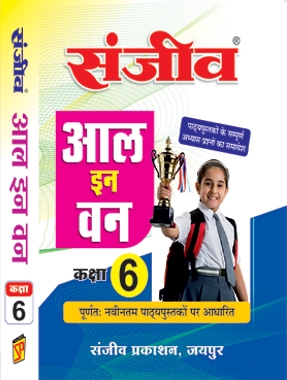 संजीव
आल इन वन
कक्षा
6
संजीव®
पाठ्यपुस्तकों के सम्पूर्ण
अभ्यास प्रश्नों का समावेश
आल
इन
वन
कक्षा 6
पूर्णतः नवीनतम पाठ्यपुस्तकों पर आधारित
संजीव प्रकाशन, जयपुर